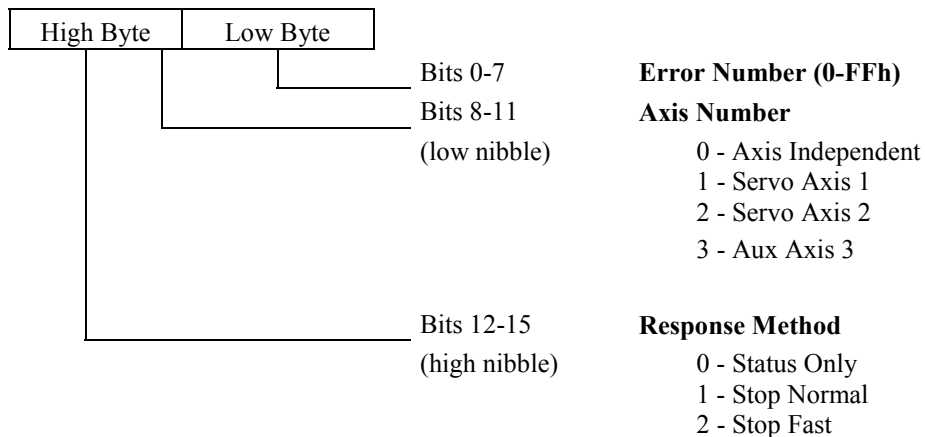 High Byte Low Byte
Bits 0-7 Error Number (0-FFh)
Bits 8-11 Axis Number
(low nibble) 0 - Axis Independent
1 - Servo Axis 1
2 - Servo Axis 2
3 - Aux Axis 3
Bits 12-15 Response Method
(high nibble) 0 - Status Only
1 - Stop Normal
2 - Stop Fast